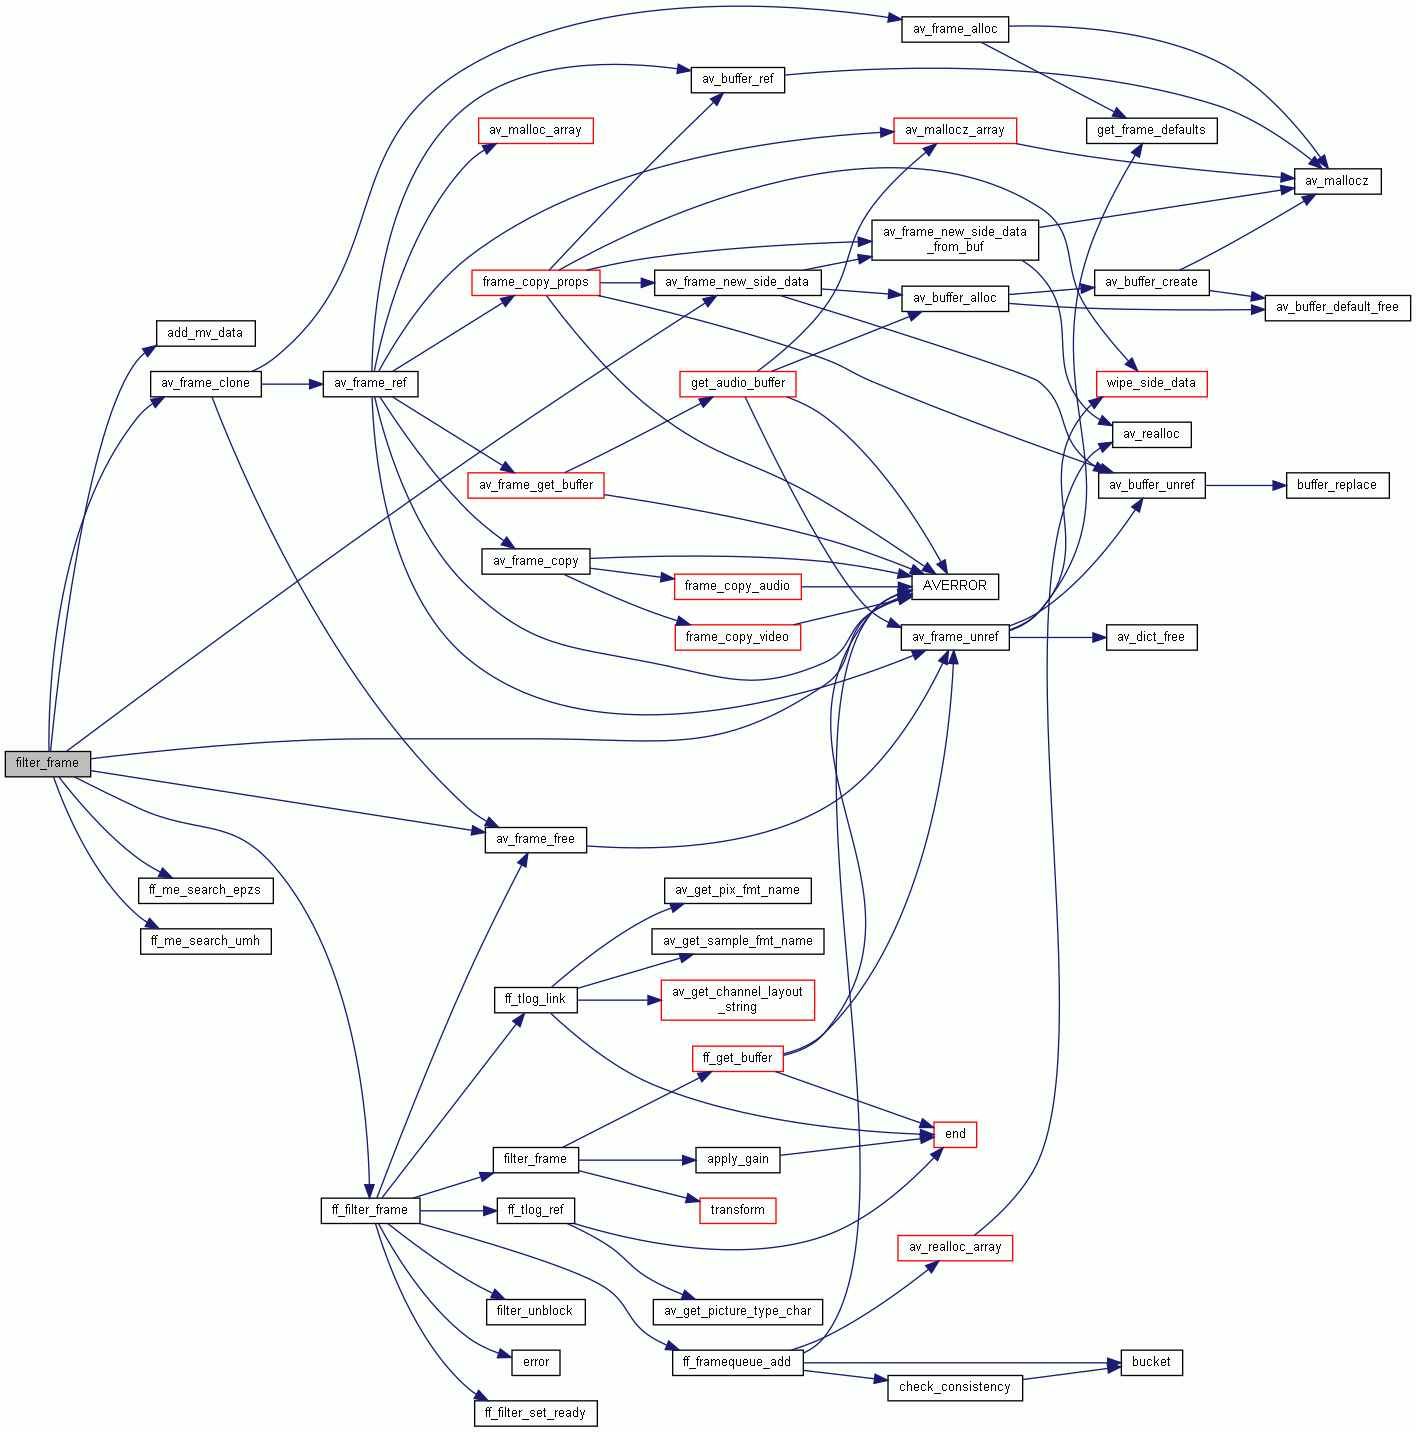 av_frame_alloc
av_buffer_ref
av_malloc_array
av_mallocz_array
get_frame_defaults
av_mallocz
av_frame_new_side_data
_from_buf
frame_copy_props
av_frame_new_side_data
av_buffer_alloc
av_buffer_create
av_buffer_default_free
add_mv_data
av_frame_clone
av_frame_ref
get_audio_buffer
wipe_side_data
av_realloc
av_frame_get_buffer
av_buffer_unref
buffer_replace
av_frame_copy
frame_copy_audio
AVERROR
frame_copy_video
av_frame_unref
av_dict_free
filter_frame
av_frame_free
ff_me_search_epzs
av_get_pix_fmt_name
ff_me_search_umh
av_get_sample_fmt_name
ff_tlog_link
av_get_channel_layout
_string
ff_get_buffer
end
filter_frame
apply_gain
ff_filter_frame
ff_tlog_ref
transform
av_realloc_array
filter_unblock
av_get_picture_type_char
error
ff_framequeue_add
bucket
check_consistency
ff_filter_set_ready